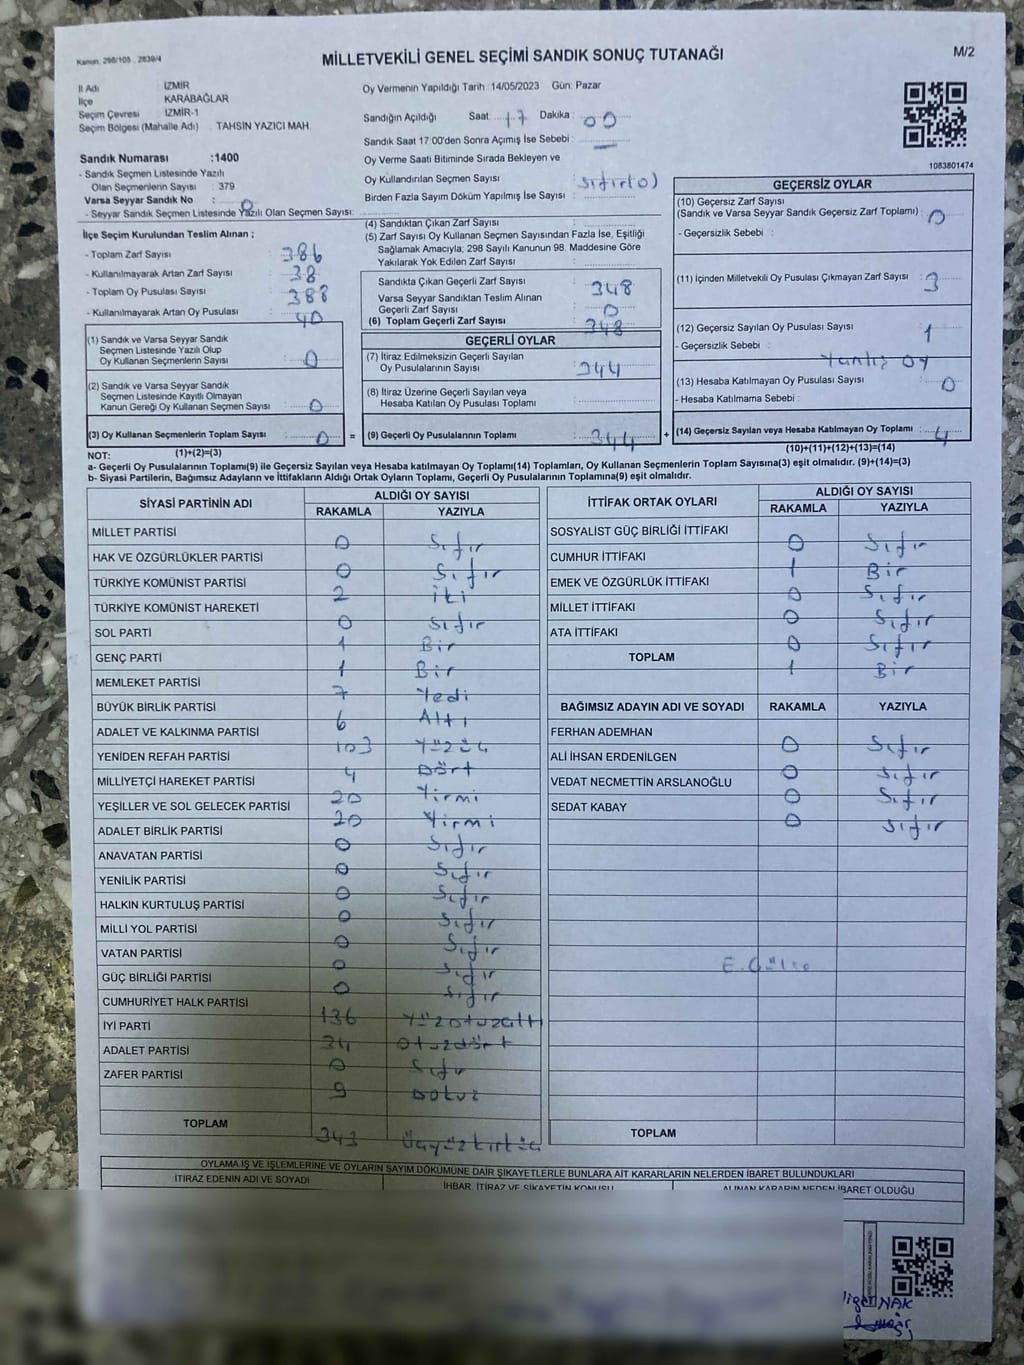 Kanun: 298/105 , 2839/4
MİLLETVEKİLİ GENEL SEÇİMİ SANDIK SONUÇ TUTANAĞI
M/2
İl Adı İZMİR
İlçe KARABAĞLAR
Seçim Çevresi İZMİR-1
Seçim Bölgesi (Mahalle Adı) : TAHSİN YAZICI MAH.
Sandık Numarası :1400
- Sandık Seçmen Listesinde Yazılı
Olan Seçmenlerin Sayısı : 379
Varsa Seyyar Sandık No : 0
- Seyyar Sandık Seçmen Listesinde Yazılı Olan Seçmen Sayısı:
İlçe Seçim Kurulundan Teslim Alınan ;
- Toplam Zarf Sayısı : 386
- Kullanılmayarak Artan Zarf Sayısı : 38
- Toplam Oy Pusulası Sayısı : 388
- Kullanılmayarak Artan Oy Pusulası : 40
(1) Sandık ve Varsa Seyyar Sandık
Seçmen Listesinde Yazılı Olup
Oy Kullanan Seçmenlerin Sayısı : 0
(2) Sandık ve Varsa Seyyar Sandık
Seçmen Listesinde Kayıtlı Olmayan
Kanun Gereği Oy Kullanan Seçmen Sayısı : 0
(3) Oy Kullanan Seçmenlerin Toplam Sayısı : 0
(1)+(2)=(3)
Oy Vermenin Yapıldığı Tarih :14/05/2023 Gün: Pazar
Sandığın Açıldığı Saat : 17 Dakika : 00
Sandık Saat 17:00'den Sonra Açımış İse Sebebi :
Oy Verme Saati Bitiminde Sırada Bekleyen ve
Oy Kullandırılan Seçmen Sayısı : Sıfır(0)
Birden Fazla Sayım Döküm Yapılmış İse Sayısı :
(4) Sandıktan Çıkan Zarf Sayısı :
(5) Zarf Sayısı Oy Kullanan Seçmen Sayısından Fazla İse, Eşitliği
Sağlamak Amacıyla; 298 Sayılı Kanunun 98. Maddesine Göre
Yakılarak Yok Edilen Zarf Sayısı :
Sandıkta Çıkan Geçerli Zarf Sayısı : 348
Varsa Seyyar Sandıktan Teslim Alınan
Geçerli Zarf Sayısı : 0
(6) Toplam Geçerli Zarf Sayısı : 348
GEÇERLİ OYLAR
(7) İtiraz Edilmeksizin Geçerli Sayılan
Oy Pusulalarının Sayısı : 344
(8) İtiraz Üzerine Geçerli Sayılan veya
Hesaba Katılan Oy Pusulası Toplamı :
= (9) Geçerli Oy Pusulalarının Toplamı : 344 +
1083801474
GEÇERSİZ OYLAR
(10) Geçersiz Zarf Sayısı
(Sandık ve Varsa Seyyar Sandık Geçersiz Zarf Toplamı) : 0
- Geçersizlik Sebebi :
(11) İçinden Milletvekili Oy Pusulası Çıkmayan Zarf Sayısı : 3
(12) Geçersiz Sayılan Oy Pusulası Sayısı : 1
- Geçersizlik Sebebi : Yanlış Oy
(13) Hesaba Katılmayan Oy Pusulası Sayısı : 0
- Hesaba Katılmama Sebebi :
(14) Geçersiz Sayılan veya Hesaba Katılmayan Oy Toplamı : 4
(10)+(11)+(12)+(13)=(14)
NOT:
a- Geçerli Oy Pusulalarının Toplamı(9) ile Geçersiz Sayılan veya Hesaba katılmayan Oy Toplamı(14) Toplamları, Oy Kullanan Seçmenlerin Toplam Sayısına(3) eşit olmalıdır. (9)+(14)=(3)
b- Siyasi Partilerin, Bağımsız Adayların ve İttifakların Aldığı Ortak Oyların Toplamı, Geçerli Oy Pusulalarının Toplamına(9) eşit olmalıdır.
SİYASİ PARTİNİN ADI ALDIĞI OY SAYISI
RAKAMLA YAZIYLA
MİLLET PARTİSİ 0 Sıfır
HAK VE ÖZGÜRLÜKLER PARTİSİ 0 Sıfır
TÜRKİYE KOMÜNİST PARTİSİ 2 iki
TÜRKİYE KOMÜNİST HAREKETİ 0 Sıfır
SOL PARTİ 1 Bir
GENÇ PARTİ 1 Bir
MEMLEKET PARTİSİ 7 Yedi
BÜYÜK BİRLİK PARTİSİ 6 Altı
ADALET VE KALKINMA PARTİSİ 103 Yüzüç
YENİDEN REFAH PARTİSİ 4 Dört
MİLLİYETÇİ HAREKET PARTİSİ 20 Yirmi
YEŞİLLER VE SOL GELECEK PARTİSİ 20 Yirmi
ADALET BİRLİK PARTİSİ 0 Sıfır
ANAVATAN PARTİSİ 0 Sıfır
YENİLİK PARTİSİ 0 Sıfır
HALKIN KURTULUŞ PARTİSİ 0 Sıfır
MİLLİ YOL PARTİSİ 0 Sıfır
VATAN PARTİSİ 0 Sıfır
GÜÇ BİRLİĞİ PARTİSİ 0 Sıfır
CUMHURİYET HALK PARTİSİ 136 Yüzotuzaltı
İYİ PARTİ 34 Otuzdört
ADALET PARTİSİ 0 Sıfır
ZAFER PARTİSİ 9 Dokuz
TOPLAM 343 Üçyüzkırküç
İTTİFAK ORTAK OYLARI ALDIĞI OY SAYISI
RAKAMLA YAZIYLA
SOSYALİST GÜÇ BİRLİĞİ İTTİFAKI 0 Sıfır
CUMHUR İTTİFAKI 1 Bir
EMEK VE ÖZGÜRLÜK İTTİFAKI 0 Sıfır
MİLLET İTTİFAKI 0 Sıfır
ATA İTTİFAKI 0 Sıfır
TOPLAM 1 Bir
BAĞIMSIZ ADAYIN ADI VE SOYADI RAKAMLA YAZIYLA
FERHAN ADEMHAN 0 Sıfır
ALİ İHSAN ERDENİLGEN 0 Sıfır
VEDAT NECMETTİN ARSLANOĞLU 0 Sıfır
SEDAT KABAY 0 Sıfır
TOPLAM
OYLAMA İŞ VE İŞLEMLERİNE VE OYLARIN SAYIM DÖKÜMÜNE DAİR ŞİKAYETLERLE BUNLARA AİT KARARLARIN NELERDEN İBARET BULUNDUKLARI
İTİRAZ EDENİN ADI VE SOYADI İHBAR, İTİRAZ VE ŞİKAYETİN KONUSU ALINAN KARARIN NEDEN İBARET OLDUĞU